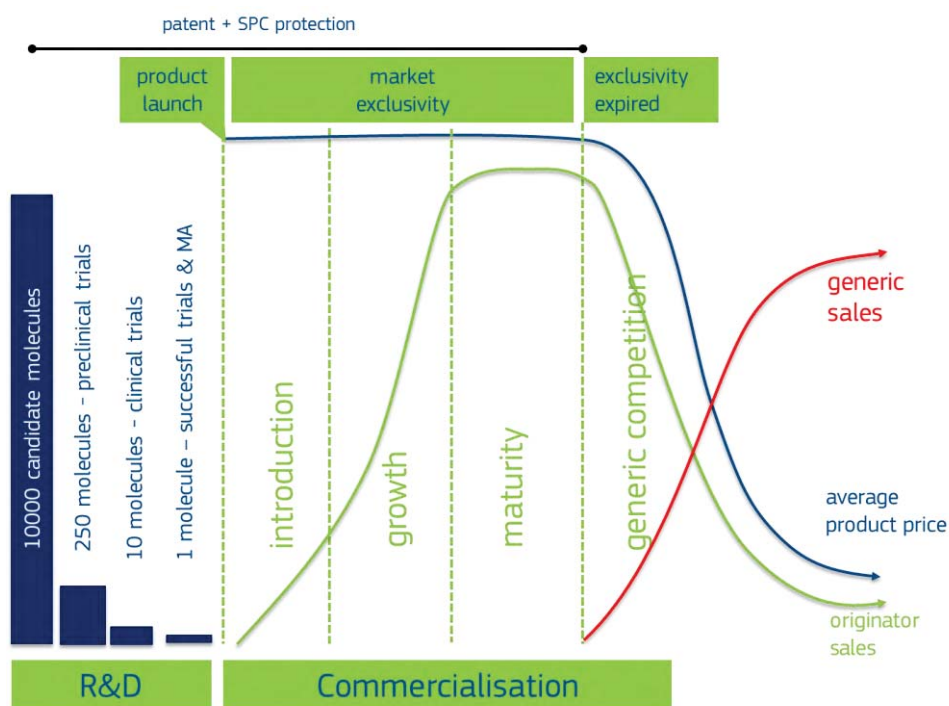 patent + SPC protection
product
launch
market
exclusivity
exclusivity
expired
10000 candidate molecules
250 molecules - preclinical trials
10 molecules - clinical trials
1 molecule – successful trials & MA
introduction
growth
maturity
generic competition
generic
sales
average
product price
originator
sales
R&D
Commercialisation